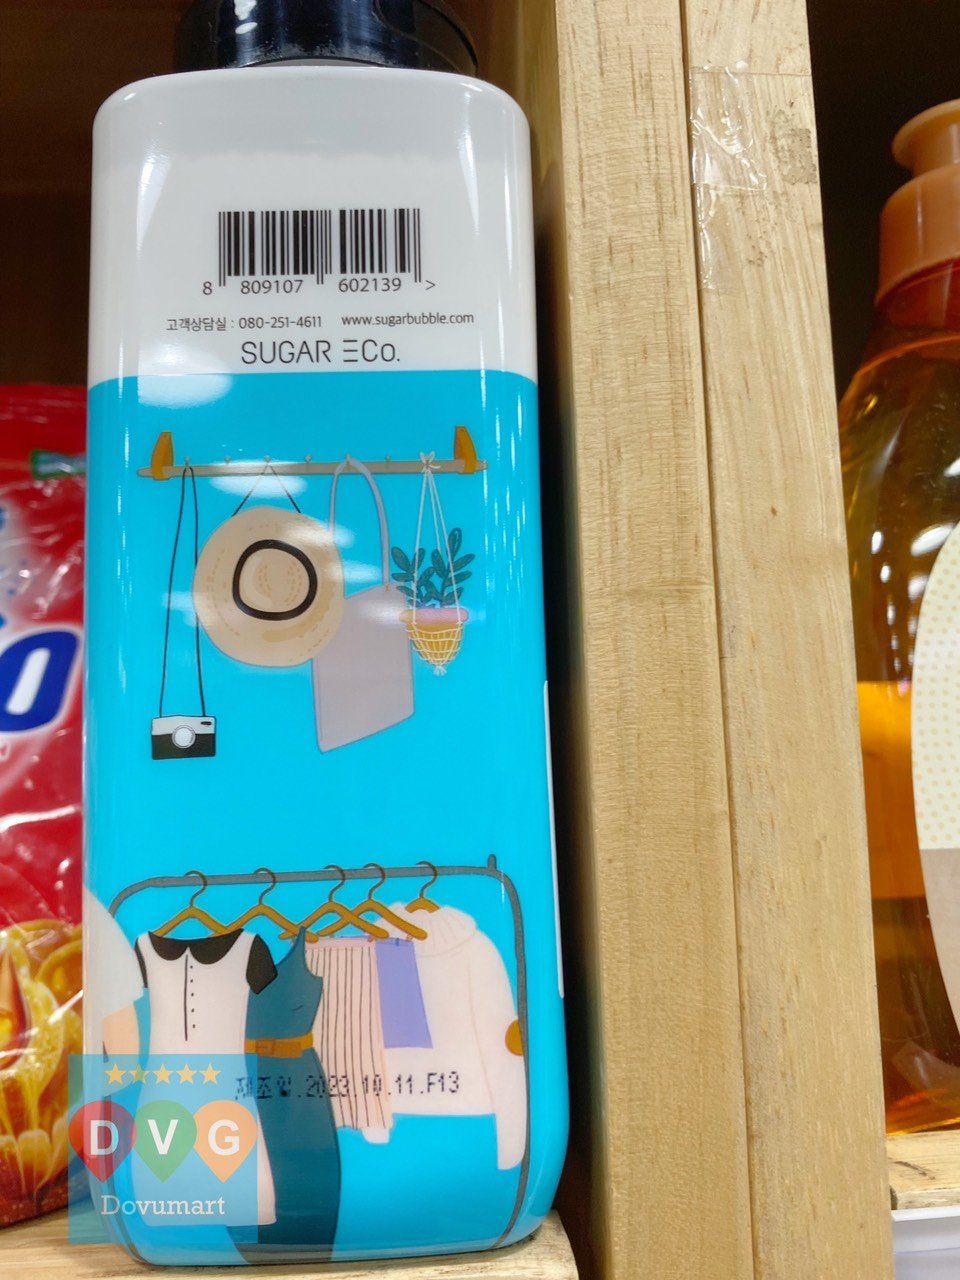 8 809107 602139 >
고객상담실 : 080-251-4611 www.sugarbubble.com
SUGAR ECo.
제조일.2023.10.11.F13
DVG
Dovumart